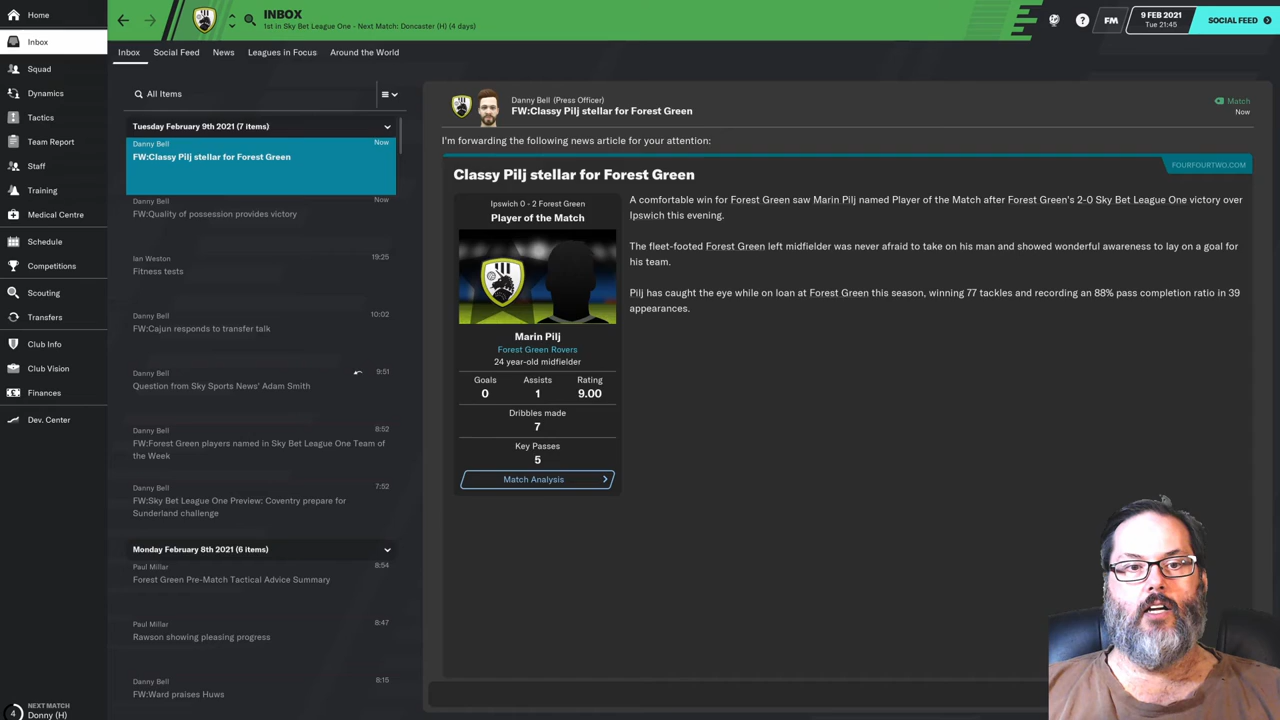 Home
Inbox
Squad
Dynamics
Tactics
Team Report
Staff
Training
Medical Centre
Schedule
Competitions
Scouting
Transfers
Club Info
Club Vision
Finances
Dev. Center
4
NEXT MATCH
Donny (H)
INBOX
1st in Sky Bet League One - Next Match: Doncaster (H) (4 days)
?
FM
9 FEB 2021
Tue 21:45
SOCIAL FEED
Inbox
Social Feed
News
Leagues in Focus
Around the World
All Items
Tuesday February 9th 2021 (7 items)
Danny Bell
Now
FW:Classy Pilj stellar for Forest Green
Danny Bell
Now
FW:Quality of possession provides victory
Ian Weston
19:25
Fitness tests
Danny Bell
10:02
FW:Cajun responds to transfer talk
Danny Bell
9:51
Question from Sky Sports News' Adam Smith
Danny Bell
8:52
FW:Forest Green players named in Sky Bet League One Team of
the Week
Danny Bell
7:52
FW:Sky Bet League One Preview: Coventry prepare for
Sunderland challenge
Monday February 8th 2021 (6 items)
Paul Millar
8:54
Forest Green Pre-Match Tactical Advice Summary
Paul Millar
8:47
Rawson showing pleasing progress
Danny Bell
8:15
FW:Ward praises Huws
Danny Bell (Press Officer)
FW:Classy Pilj stellar for Forest Green
Match
Now
I'm forwarding the following news article for your attention:
FOURFOURTWO.COM
Classy Pilj stellar for Forest Green
Ipswich 0 - 2 Forest Green
Player of the Match
Marin Pilj
Forest Green Rovers
24 year-old midfielder
Goals Assists Rating
0 1 9.00
Dribbles made
7
Key Passes
5
Match Analysis
A comfortable win for Forest Green saw Marin Pilj named Player of the Match after Forest Green's 2-0 Sky Bet League One victory over
Ipswich this evening.
The fleet-footed Forest Green left midfielder was never afraid to take on his man and showed wonderful awareness to lay on a goal for
his team.
Pilj has caught the eye while on loan at Forest Green this season, winning 77 tackles and recording an 88% pass completion ratio in 39
appearances.